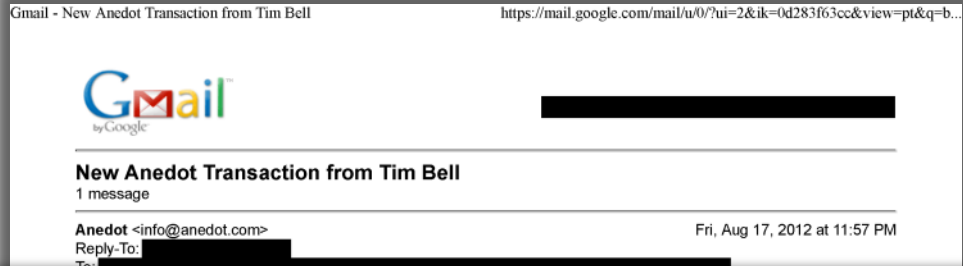 Gmail - New Anedot Transaction from Tim Bell https://mail.google.com/mail/u/0/?ui=2&ik=0d283f63cc&view=pt&q=b...
Gmail™
by Google
New Anedot Transaction from Tim Bell
1 message
Anedot <info@anedot.com> Fri, Aug 17, 2012 at 11:57 PM
Reply-To:
To: